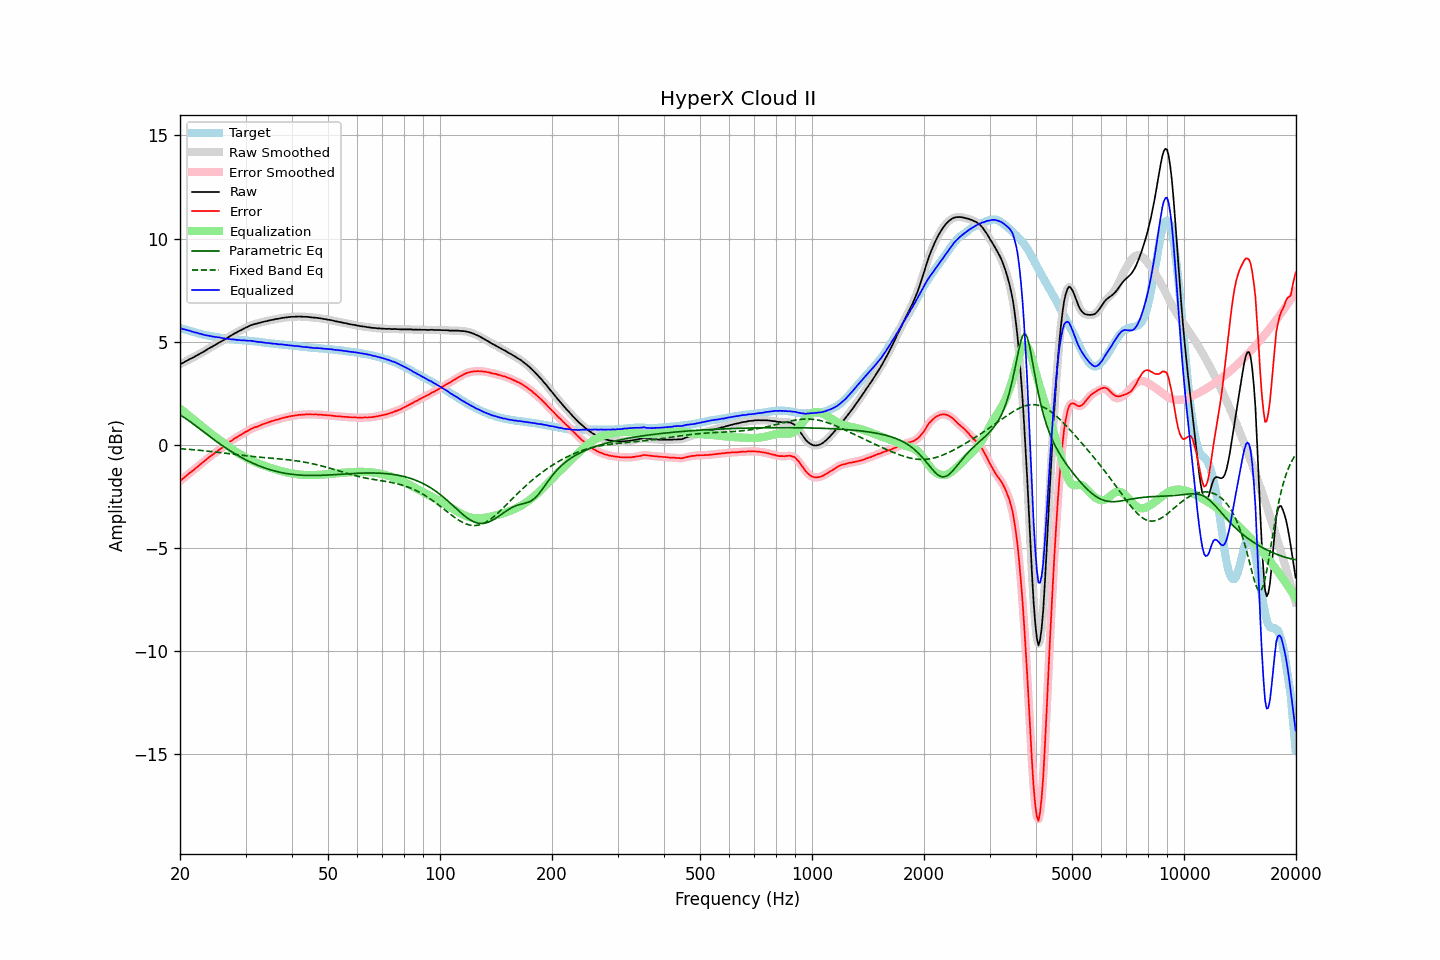 HyperX Cloud II
Target
Raw Smoothed
Error Smoothed
Raw
Error
Equalization
Parametric Eq
Fixed Band Eq
Equalized
15
10
5
0
−5
−10
−15
Amplitude (dBr)
20 50 100 200 500 1000 2000 5000 10000 20000
Frequency (Hz)